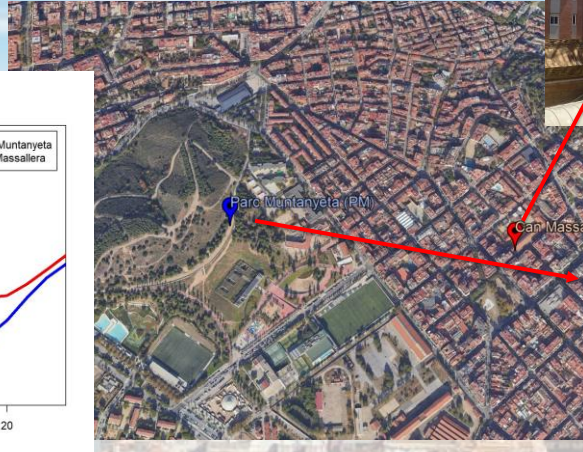 Muntanyeta
Massallera
Parc Muntanyeta (PM)
Can Massa
20